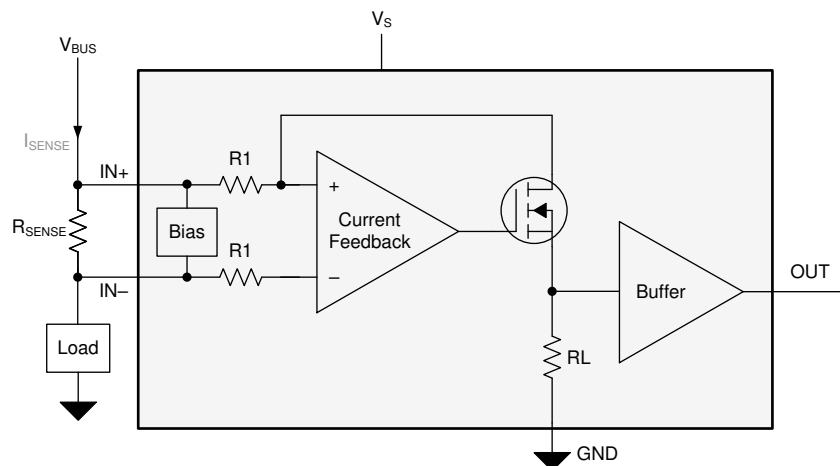 VS
VBUS
ISENSE
IN+
R1
+
RSENSE
Bias
Current
Feedback
R1
–
IN–
Buffer
OUT
Load
RL
GND